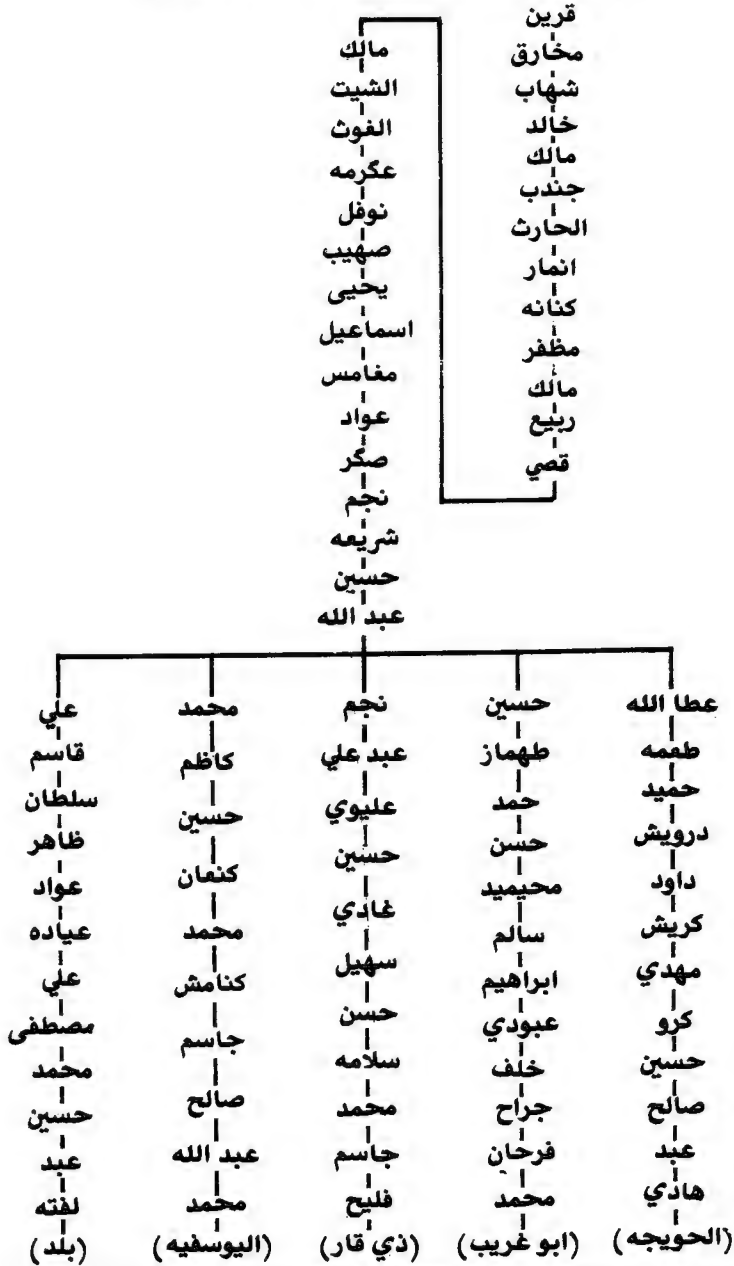 قرين
مخارق
شهاب
خالد
مالك
جندب
الحارث
انمار
كنانه
مظفر
مالك
ربيع
قصي
مالك
الشيت
الغوث
عگرمه
نوفل
صهيب
يحيى
اسماعيل
مغامس
عواد
صگر
نجم
شريعه
حسين
عبد الله
عطا الله
طعمه
حميد
درويش
داود
كريش
مهدي
كرو
حسين
صالح
عبد
هادي
(الحويجه)
حسين
طهماز
حمد
حسن
محيميد
سالم
ابراهيم
عبودي
خلف
جراح
فرحان
محمد
(ابو غريب)
نجم
عبد علي
عليوي
حسين
غادي
سهيل
حسن
سلامه
محمد
جاسم
فليح
(ذي قار)
محمد
كاظم
حسين
كنعان
محمد
كنامش
جاسم
صالح
عبد الله
محمد
(اليوسفيه)
علي
قاسم
سلطان
ظاهر
عواد
عياده
علي
مصطفى
محمد
حسين
عبد
لفته
(بلد)